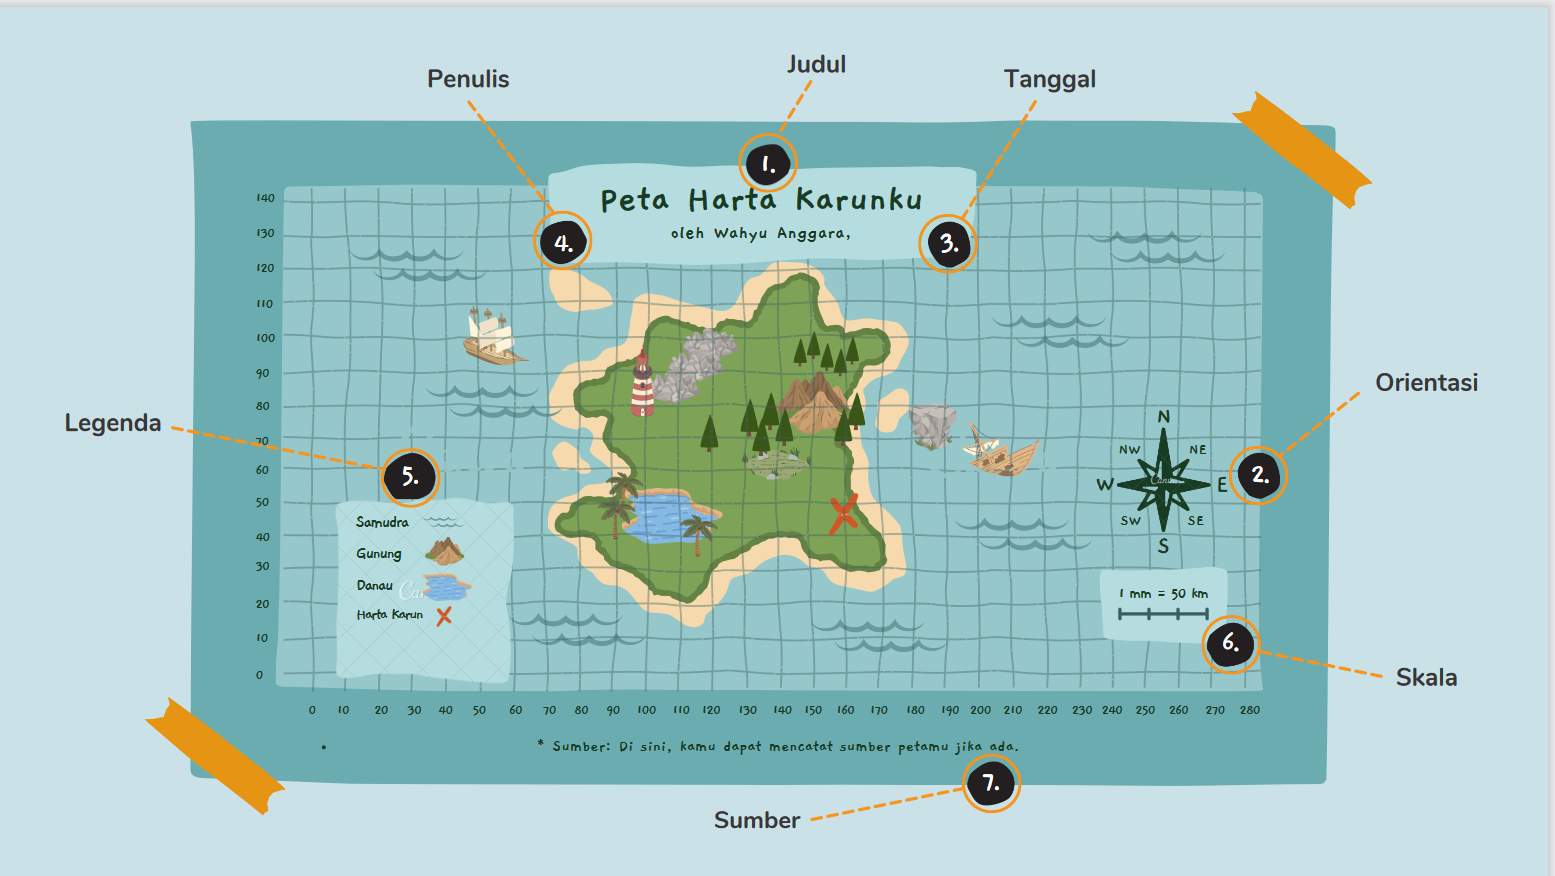 Judul
Penulis
Tanggal
1.
Peta Harta Karunku
oleh Wahyu Anggara,
4.
3.
140
130
120
110
100
90
80
70
60
50
40
30
20
10
0
Orientasi
Legenda
5.
Samudra
Gunung
Danau
Harta Karun
N
NW
NE
W
E
SW
SE
S
2.
1 mm = 50 km
6.
Skala
0 10 20 30 40 50 60 70 80 90 100 110 120 130 140 150 160 170 180 190 200 210 220 230 240 250 260 270 280
* Sumber: Di sini, kamu dapat mencatat sumber petamu jika ada.
7.
Sumber